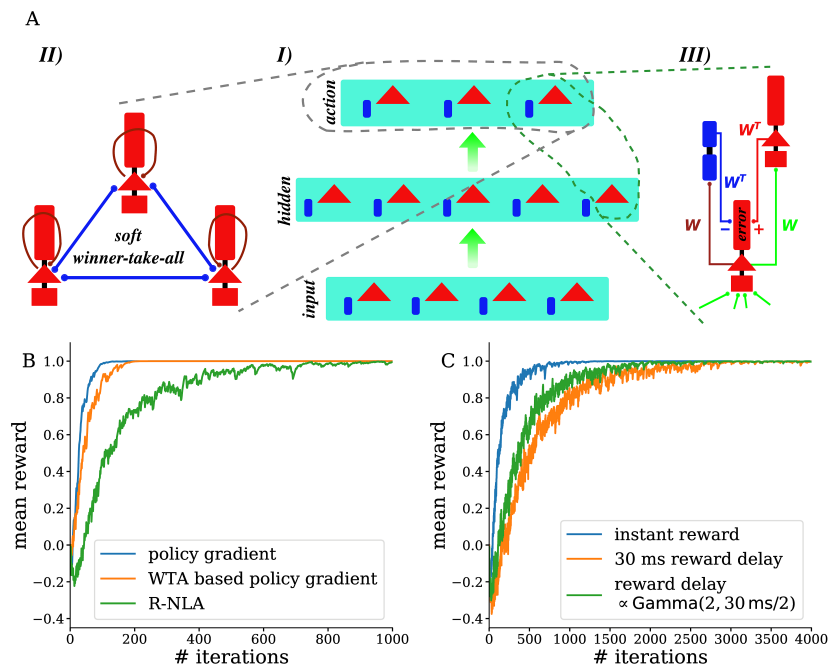 A
II)
I)
III)
action
hidden
input
soft
winner-take-all
W^T
W^T
W
W
−
+
error
B
mean reward
1.0
0.8
0.6
0.4
0.2
0.0
−0.2
−0.4
policy gradient
WTA based policy gradient
R-NLA
0
200
400
600
800
1000
# iterations
C
mean reward
1.0
0.8
0.6
0.4
0.2
0.0
−0.2
−0.4
instant reward
30 ms reward delay
reward delay
∝ Gamma(2, 30 ms/2)
0
500
1000
1500
2000
2500
3000
3500
4000
# iterations